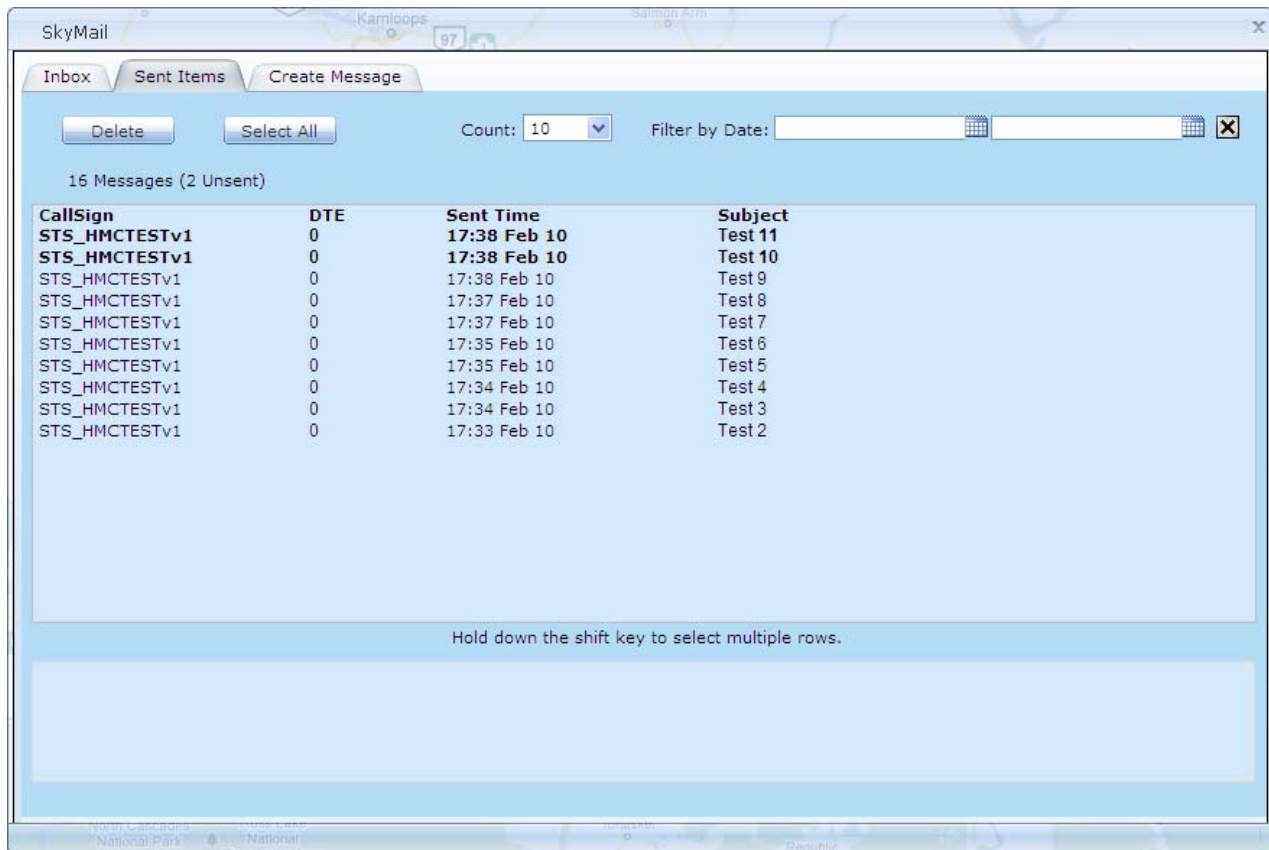 Kamloops
Salmon Arm
97
SkyMail
X
Inbox Sent Items Create Message
Delete Select All Count: 10 Filter by Date: X
16 Messages (2 Unsent)
CallSign DTE Sent Time Subject
STS_HMCTESTv1 0 17:38 Feb 10 Test 11
STS_HMCTESTv1 0 17:38 Feb 10 Test 10
STS_HMCTESTv1 0 17:38 Feb 10 Test 9
STS_HMCTESTv1 0 17:37 Feb 10 Test 8
STS_HMCTESTv1 0 17:37 Feb 10 Test 7
STS_HMCTESTv1 0 17:35 Feb 10 Test 6
STS_HMCTESTv1 0 17:35 Feb 10 Test 5
STS_HMCTESTv1 0 17:34 Feb 10 Test 4
STS_HMCTESTv1 0 17:34 Feb 10 Test 3
STS_HMCTESTv1 0 17:33 Feb 10 Test 2
Hold down the shift key to select multiple rows.
North Cascades
National Park
National
Republic